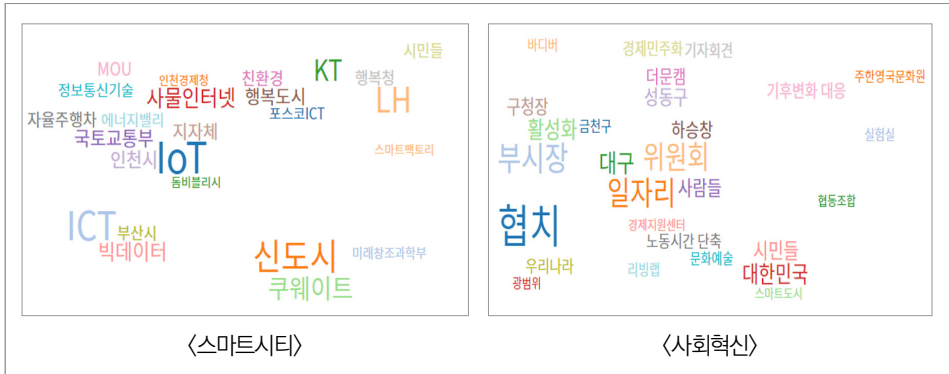 시민들
KT
MOU
인천경제청
친환경
행복청
정보통신기술
사물인터넷
행복도시
LH
포스코ICT
자율주행차
에너지밸리
국토교통부
지자체
인천시
IoT
스마트팩토리
돔비블리시
ICT
부산시
빅데이터
신도시
미래창조과학부
쿠웨이트
<스마트시티>
바디버
경제민주화
기자회견
더문캠
주한영국문화원
성동구
기후변화 대응
구청장
활성화
금천구
하승창
실험실
부시장
대구
위원회
일자리
사람들
협동조합
협치
경제지원센터
노동시간 단축
시민들
우리나라
리빙랩
문화예술
대한민국
광범위
스마트도시
<사회혁신>